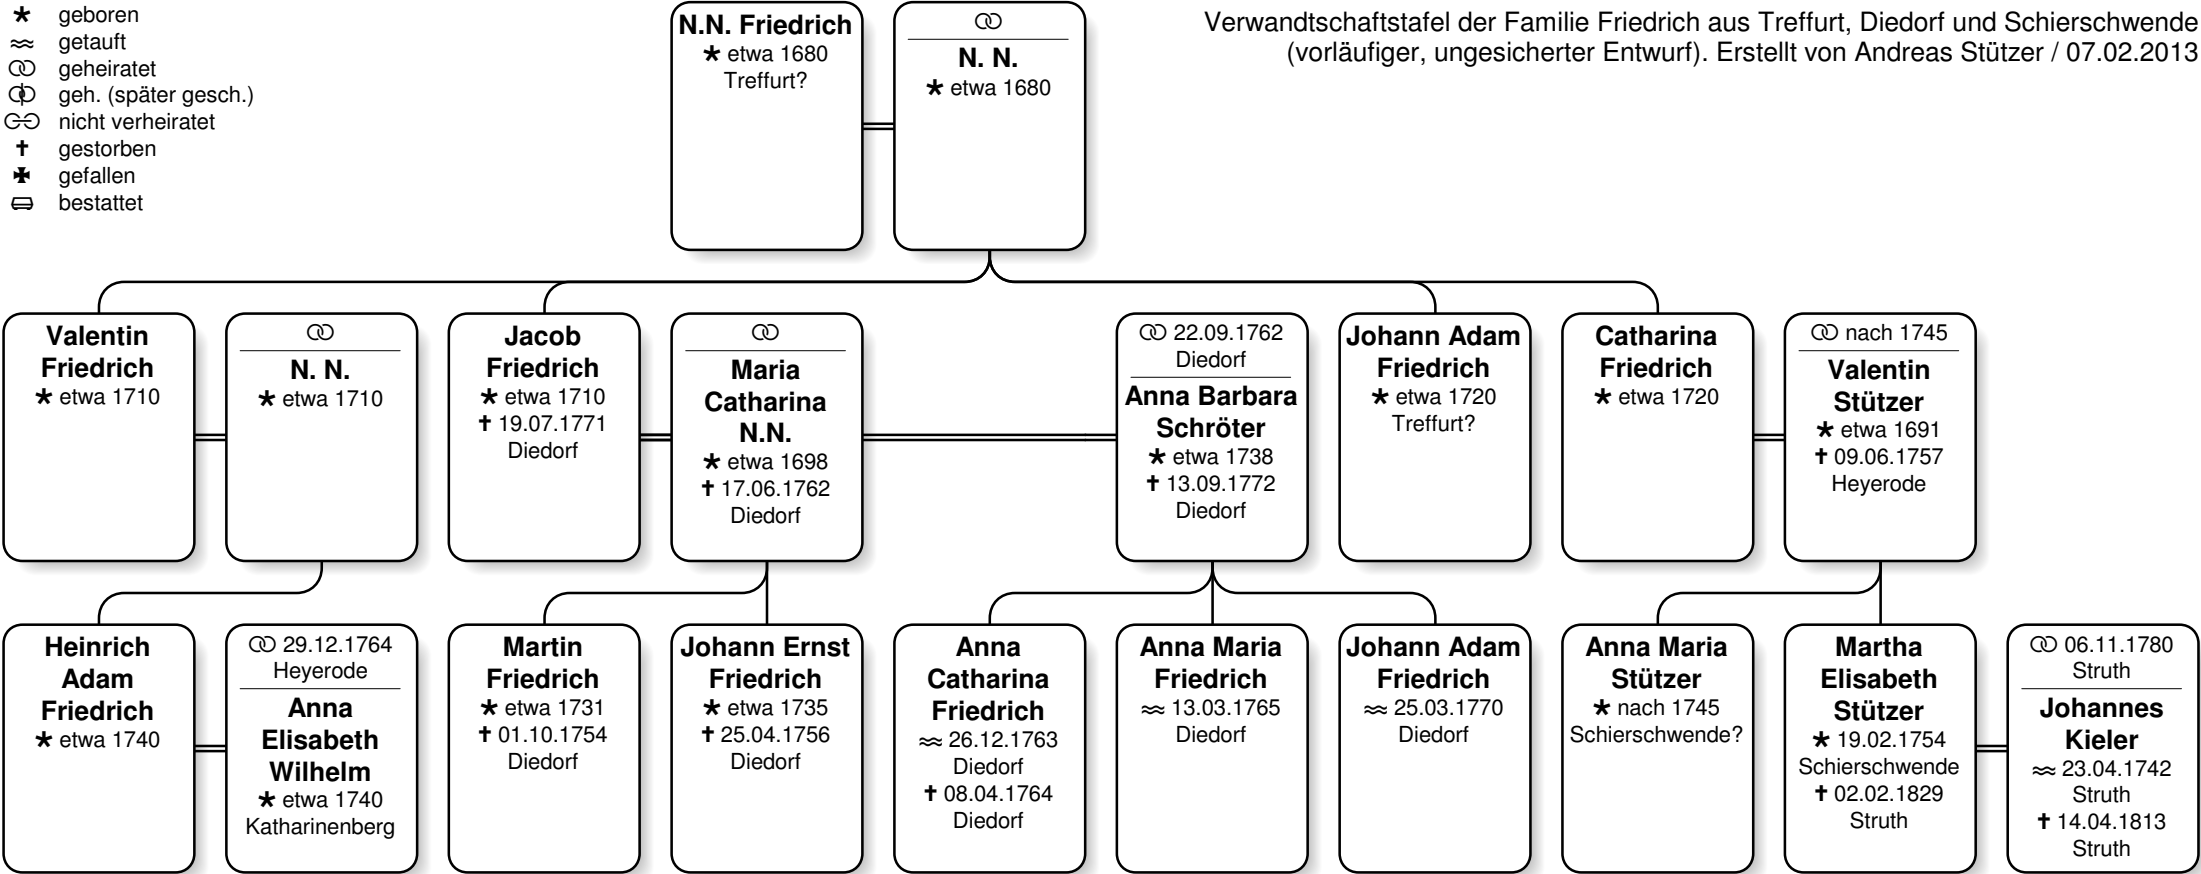 * geboren
≈ getauft
⚭ geheiratet
⚮ geh. (später gesch.)
⚯ nicht verheiratet
† gestorben
✠ gefallen
⚰ bestattet
N.N. Friedrich
* etwa 1680
Treffurt?
⚭
N. N.
* etwa 1680
Verwandtschaftstafel der Familie Friedrich aus Treffurt, Diedorf und Schierschwende
(vorläufiger, ungesicherter Entwurf). Erstellt von Andreas Stützer / 07.02.2013
Valentin
Friedrich
* etwa 1710
⚭
N. N.
* etwa 1710
Jacob
Friedrich
* etwa 1710
† 19.07.1771
Diedorf
⚭
Maria
Catharina
N.N.
* etwa 1698
† 17.06.1762
Diedorf
⚭ 22.09.1762
Diedorf
Anna Barbara
Schröter
* etwa 1738
† 13.09.1772
Diedorf
Johann Adam
Friedrich
* etwa 1720
Treffurt?
Catharina
Friedrich
* etwa 1720
⚭ nach 1745
Valentin
Stützer
* etwa 1691
† 09.06.1757
Heyerode
Heinrich
Adam
Friedrich
* etwa 1740
⚭ 29.12.1764
Heyerode
Anna
Elisabeth
Wilhelm
* etwa 1740
Katharinenberg
Martin
Friedrich
* etwa 1731
† 01.10.1754
Diedorf
Johann Ernst
Friedrich
* etwa 1735
† 25.04.1756
Diedorf
Anna
Catharina
Friedrich
≈ 26.12.1763
Diedorf
† 08.04.1764
Diedorf
Anna Maria
Friedrich
≈ 13.03.1765
Diedorf
Johann Adam
Friedrich
≈ 25.03.1770
Diedorf
Anna Maria
Stützer
* nach 1745
Schierschwende?
Martha
Elisabeth
Stützer
* 19.02.1754
Schierschwende
† 02.02.1829
Struth
⚭ 06.11.1780
Struth
Johannes
Kieler
≈ 23.04.1742
Struth
† 14.04.1813
Struth